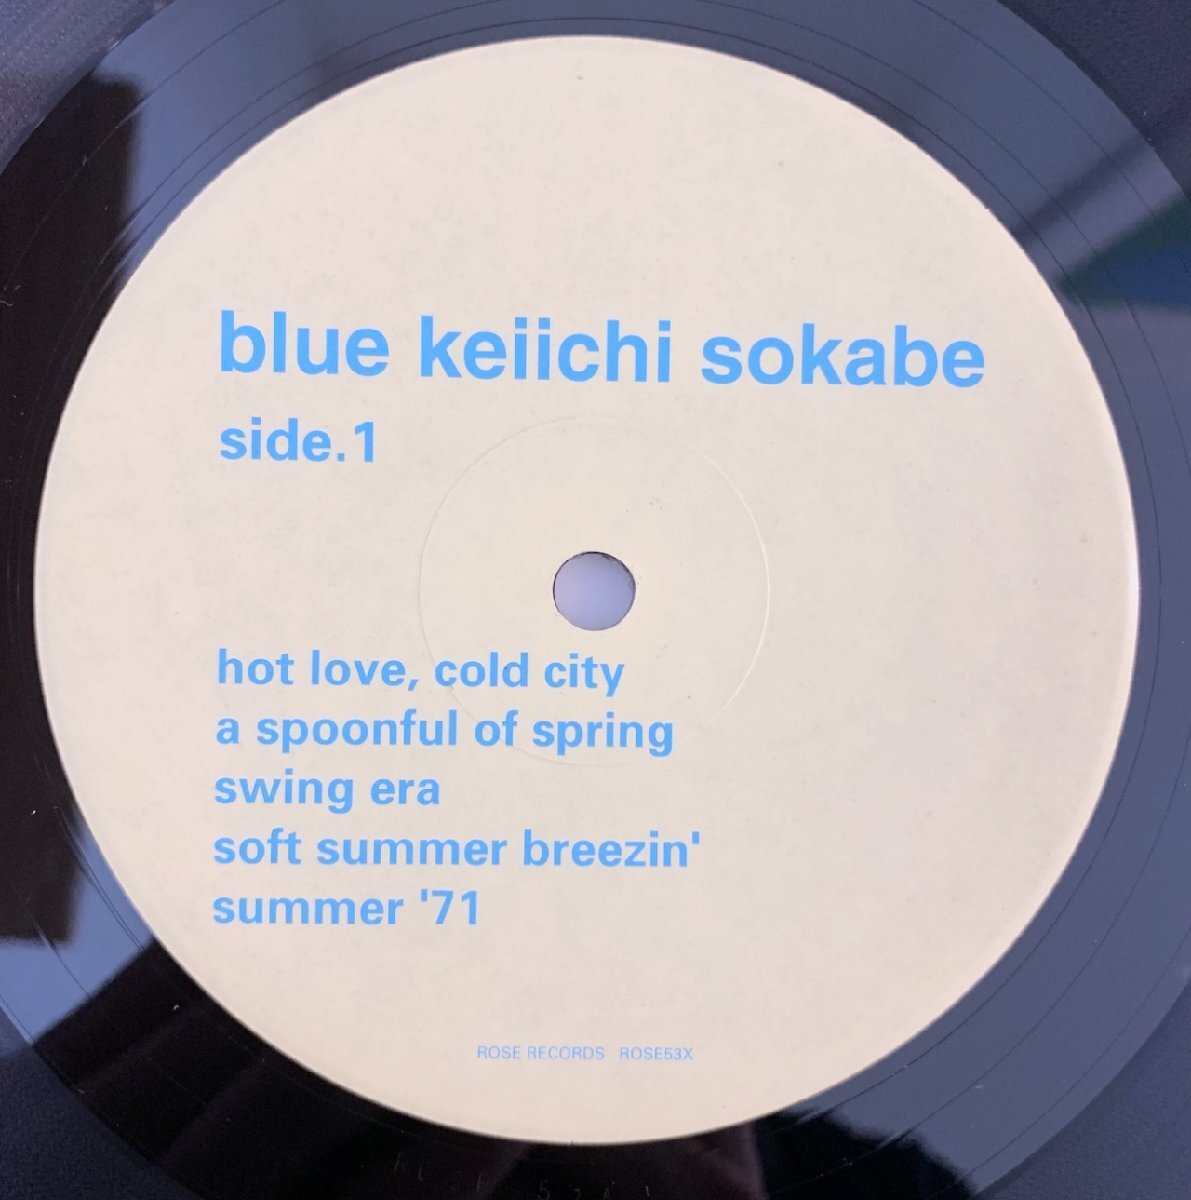 blue keiichi sokabe
side.1
hot love, cold city
a spoonful of spring
swing era
soft summer breezin'
summer '71
ROSE RECORDS ROSE53X